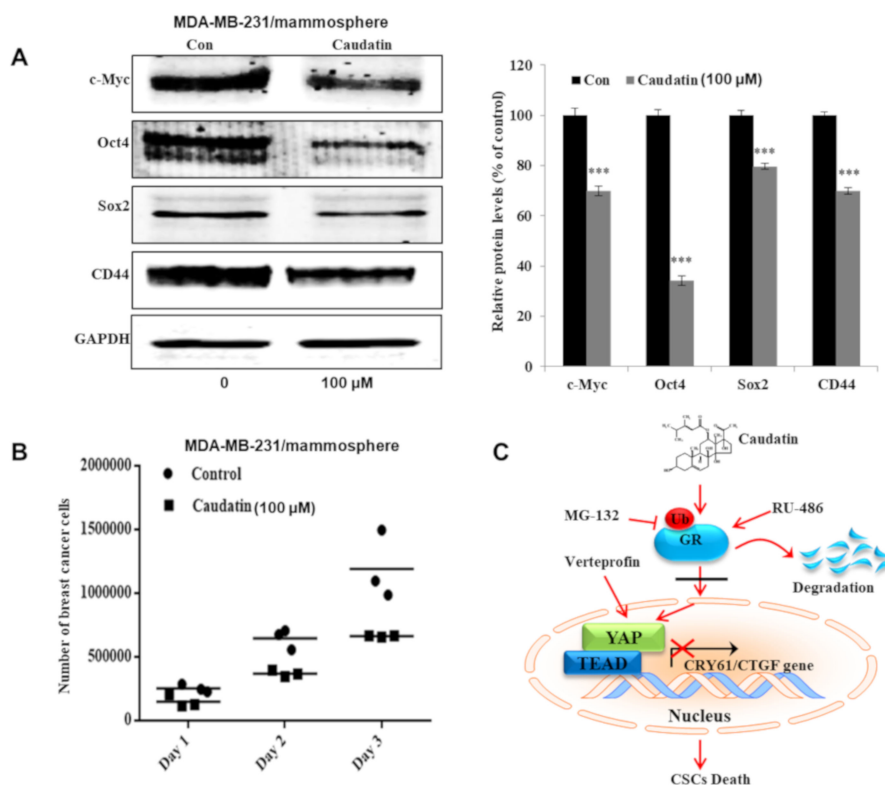 A
MDA-MB-231/mammosphere
Con Caudatin
c-Myc
Oct4
Sox2
CD44
GAPDH
0 100 μM
Con Caudatin (100 μM)
Relative protein levels (% of control)
120
100
80
60
40
20
0
***
***
***
***
c-Myc Oct4 Sox2 CD44
B
MDA-MB-231/mammosphere
Control
Caudatin (100 μM)
Number of breast cancer cells
2000000
1500000
1000000
500000
0
Day 1 Day 2 Day 3
C
Caudatin
MG-132
Ub
GR
RU-486
Degradation
Verteprofin
YAP
TEAD
CRY61/CTGF gene
Nucleus
CSCs Death